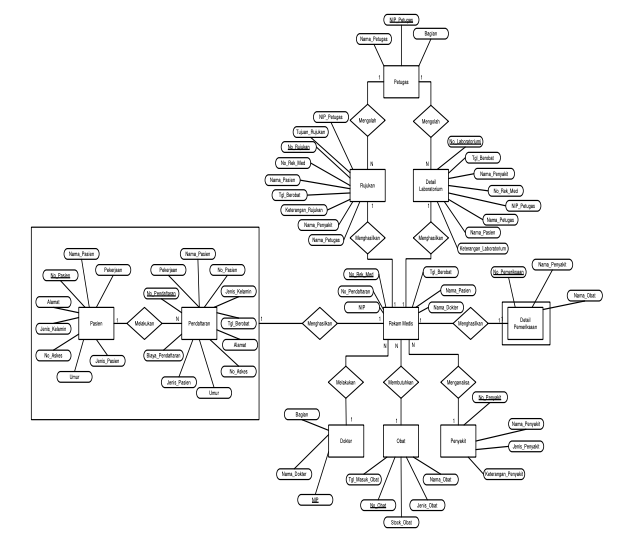 NIP_Petugas
Nama_Petugas
Bagian
Petugas
1
1
Mengolah
Mengolah
N
N
NIP_Petugas
Tujuan_Rujukan
No_Rujukan
No_Rek_Med
Nama_Pasien
Tgl_Berobat
Keterangan_Rujukan
Nama_Penyakit
Nama_Petugas
Rujukan
1
Menghasilkan
No_Laboratorium
Tgl_Berobat
Nama_Penyakit
No_Rek_Med
NIP_Petugas
Nama_Petugas
Nama_Pasien
Keterangan_Laboratorium
Detail
Laboratorium
1
Menghasilkan
Nama_Pasien
No_Pasien
Pekerjaan
Alamat
Jenis_Kelamin
No_Askes
Umur
Jenis_Pasien
Pasien
1
Melakukan
N
Nama_Pasien
Pekerjaan
No_Pasien
No_Pendaftaran
Jenis_Kelamin
Tgl_Berobat
Alamat
No_Askes
Biaya_Pendaftaran
Jenis_Pasien
Umur
Pendaftaran
1
Menghasilkan
1
No_Rek_Med
No_Pendaftaran
NIP
Tgl_Berobat
Nama_Pasien
Nama_Dokter
1
1
Rekam Medis
1
Menghasilkan
1
No_Pemeriksaan
Nama_Penyakit
Nama_Obat
Detail
Pemeriksaan
N
N
N
Melakukan
Membutuhkan
Menganalisa
1
1
1
Bagian
Nama_Dokter
NIP
Dokter
Obat
Tgl_Masuk_Obat
No_Obat
Stook_Obat
Jenis_Obat
Nama_Obat
Penyakit
No_Penyakit
Nama_Penyakit
Jenis_Penyakit
Keterangan_Penyakit